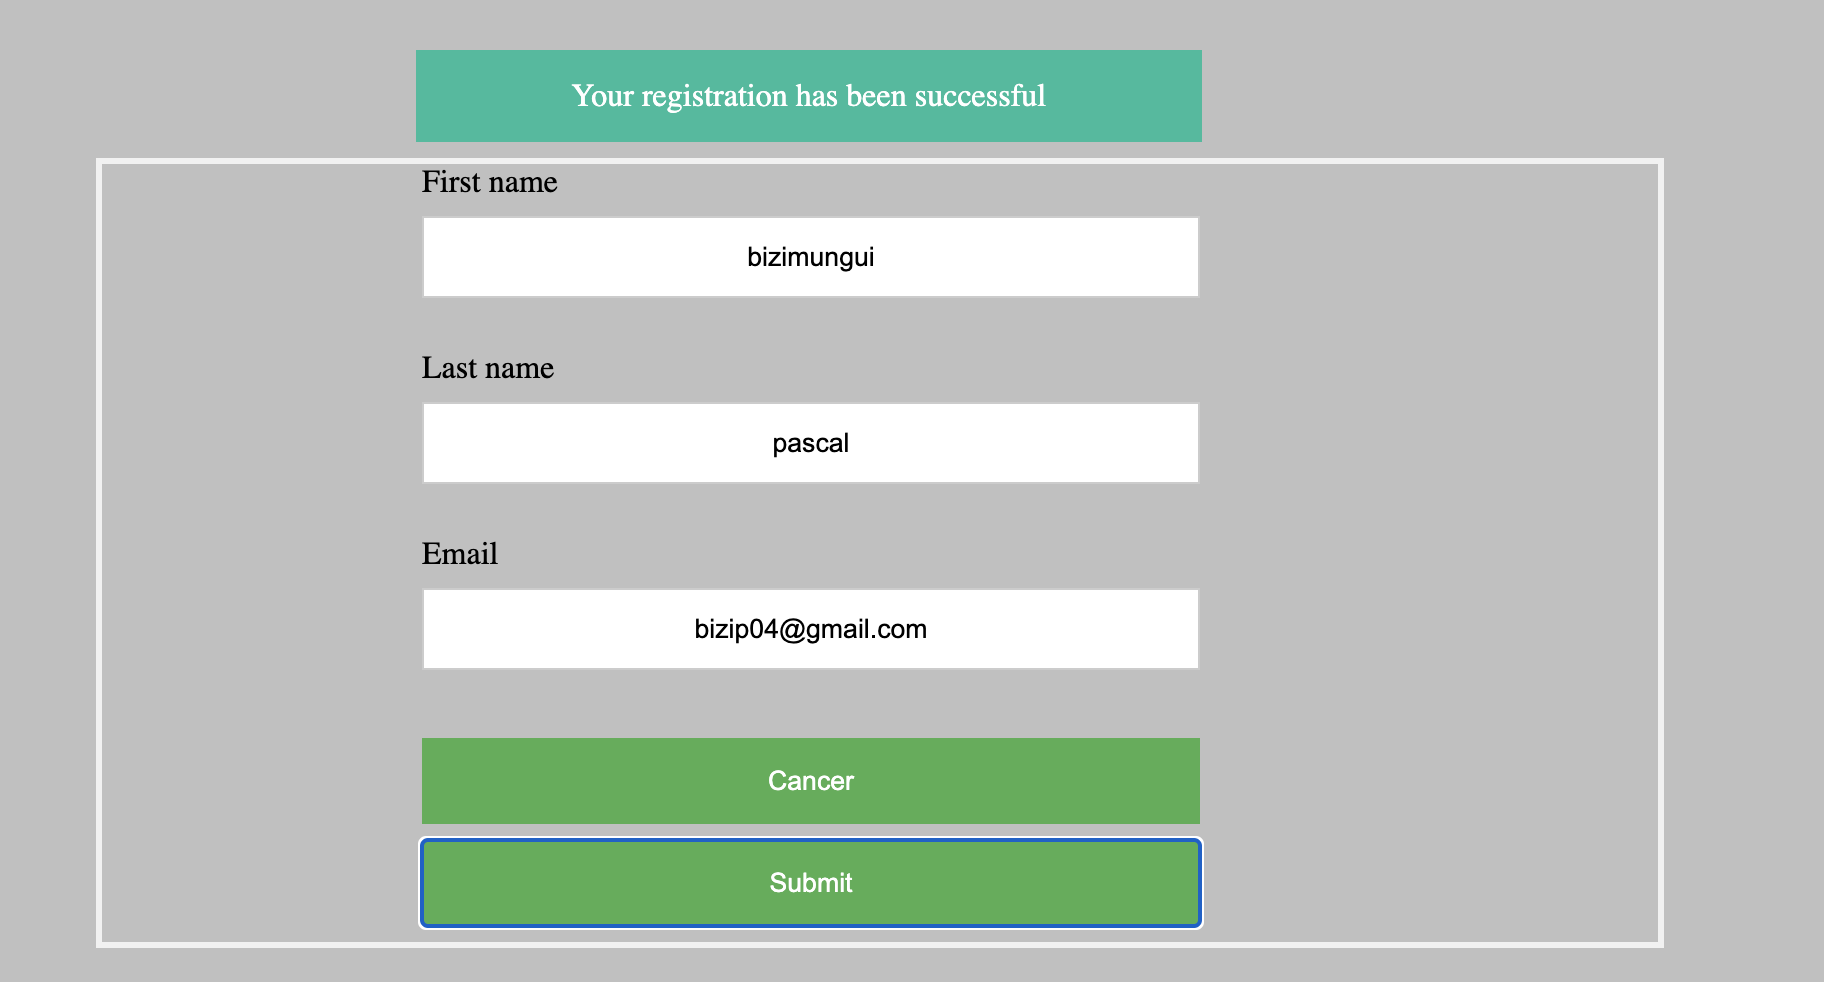 Your registration has been successful
First name
bizimungui
Last name
pascal
Email
bizip04@gmail.com
Cancer
Submit